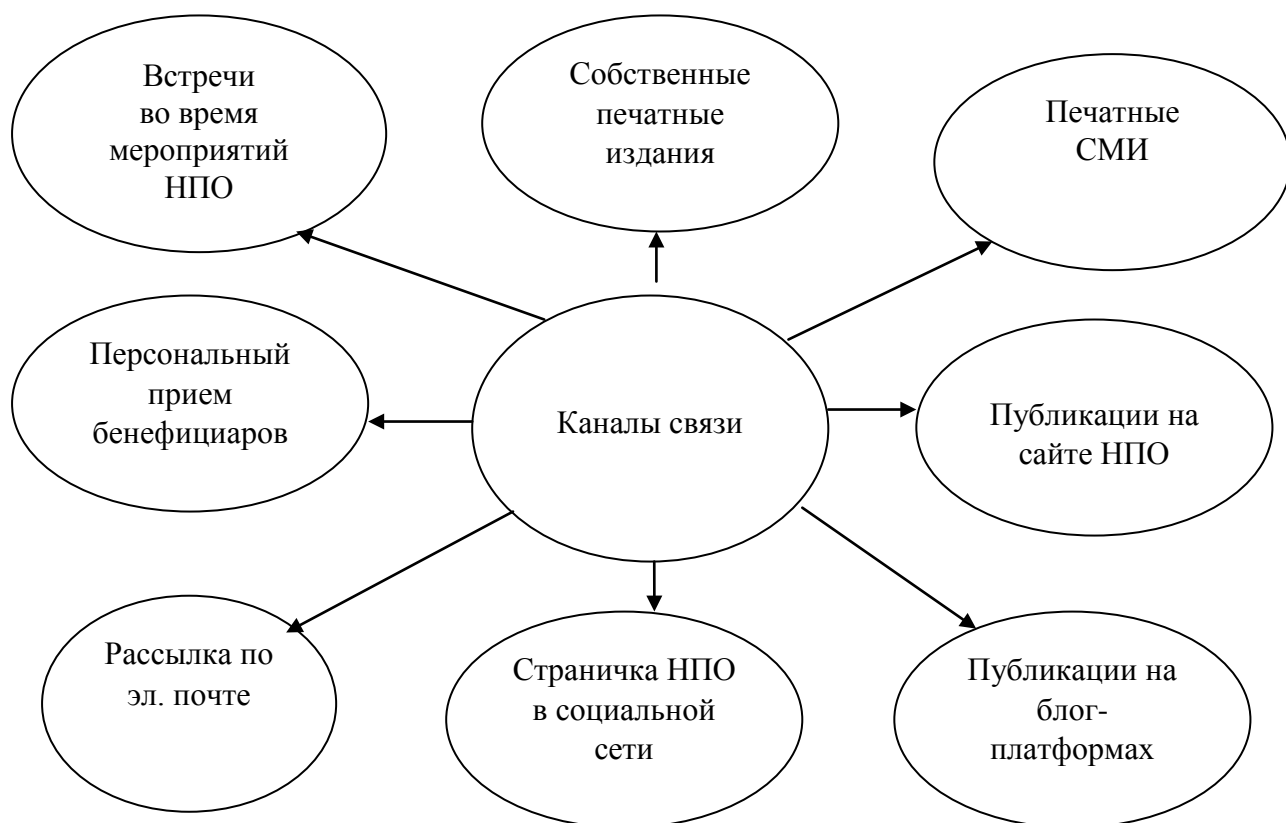 Встречи
во время
мероприятий
НПО
Собственные
печатные
издания
Печатные
СМИ
Персональный
прием
бенефициаров
Каналы связи
Публикации на
сайте НПО
Рассылка по
эл. почте
Страничка НПО
в социальной
сети
Публикации на
блог-
платформах